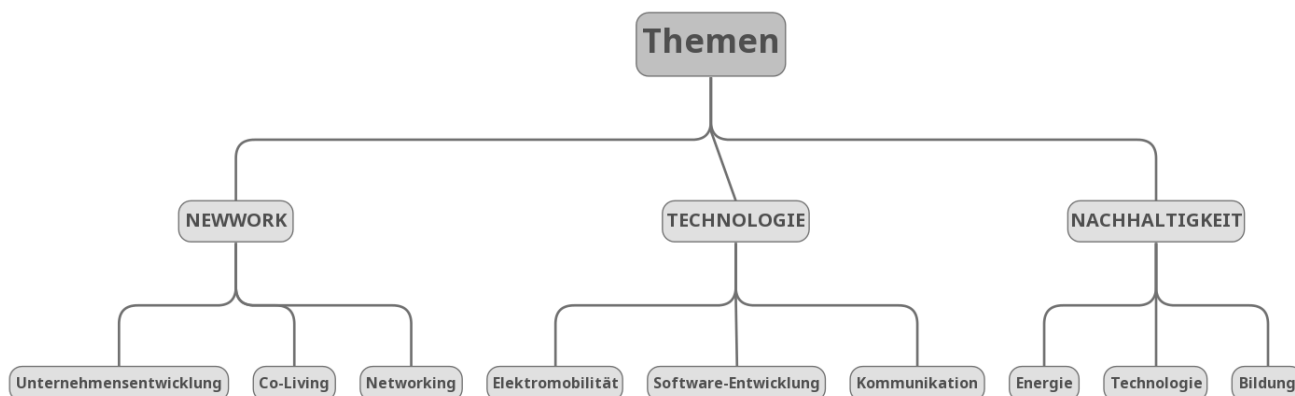 Themen
NEWWORK
TECHNOLOGIE
NACHHALTIGKEIT
Unternehmensentwicklung
Co-Living
Networking
Elektromobilität
Software-Entwicklung
Kommunikation
Energie
Technologie
Bildung